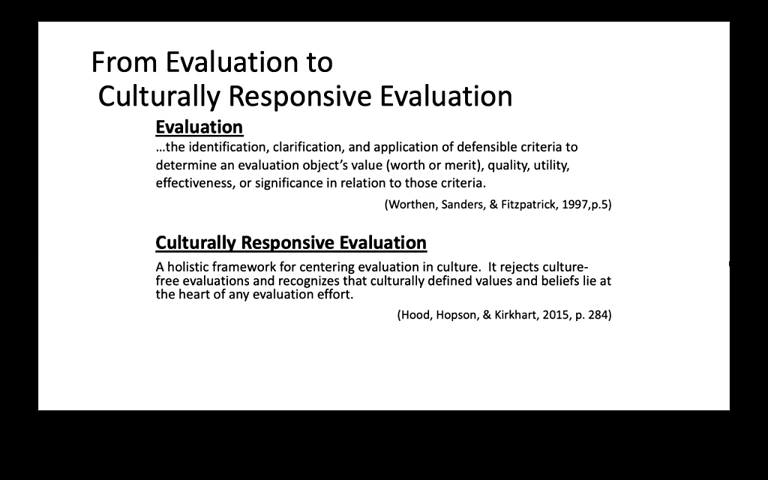 From Evaluation to
Culturally Responsive Evaluation
Evaluation
...the identification, clarification, and application of defensible criteria to
determine an evaluation object's value (worth or merit), quality, utility,
effectiveness, or significance in relation to those criteria.
(Worthen, Sanders, & Fitzpatrick, 1997,p.5)
Culturally Responsive Evaluation
A holistic framework for centering evaluation in culture.  It rejects culture-
free evaluations and recognizes that culturally defined values and beliefs lie at
the heart of any evaluation effort.
(Hood, Hopson, & Kirkhart, 2015, p. 284)